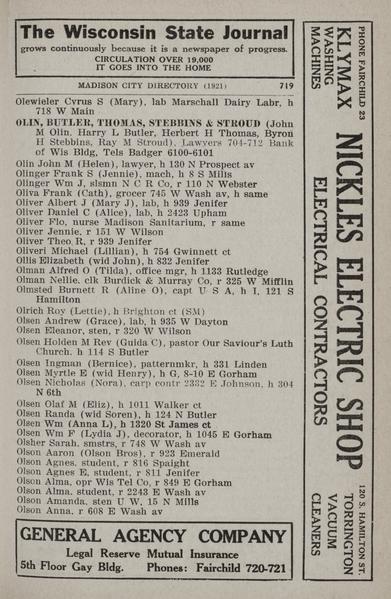 The Wisconsin State Journal
grows continuously because it is a newspaper of progress.
CIRCULATION OVER 19,000
IT GOES INTO THE HOME
MADISON CITY DIRECTORY (1921) 719
Olewieler Cyrus S (Mary), lab Marschall Dairy Labr, h
718 W Main
OLIN, BUTLER, THOMAS, STEBBINS & STROUD (John
M Olin, Harry L Butler, Herbert H Thomas, Byron
H Stebbins, Ray M Stroud), Lawyers 704-712 Bank
of Wis Bldg, Tels Badger 6100-6101
Olin John M (Helen), lawyer, h 130 N Prospect av
Olinger Frank S (Jennie), mach, h 8 S Mills
Olinger Wm J, slsmn N C R Co, r 110 N Webster
Oliva Frank (Cath), grocer 745 W Wash av, h same
Oliver Albert J (Mary J), lab, h 939 Jenifer
Oliver Daniel C (Alice), lab, h 2423 Upham
Oliver Flo, nurse Madison Sanitarium, r same
Oliver Jennie, r 151 W Wilson
Oliver Theo R, r 939 Jenifer
Oliveri Michael (Lillian), h 754 Gwinnett ct
Ollis Elizabeth (wid John), h 832 Jenifer
Olman Alfred O (Tilda), office mgr, h 1133 Rutledge
Olman Nellie, clk Burdick & Murray Co, r 325 W Mifflin
Olmsted Burnett R (Aline O), capt U S A, h I, 121 S
Hamilton
Olrich Roy (Lettie), h Brighton ct (SM)
Olsen Andrew (Grace), lab, h 935 W Dayton
Olsen Eleanor, sten, r 320 W Wilson
Olsen Holden M Rev (Guida C), pastor Our Saviour's Luth
Church, h 114 S Butler
Olsen Ingman (Bernice), patternmkr, h 331 Linden
Olsen Myrtle E (wid Henry), h G, 8-10 E Gorham
Olsen Nicholas (Nora), carp contr 2332 E Johnson, h 304
N 6th
Olsen Olaf M (Eliz), h 1011 Walker ct
Olsen Randa (wid Soren), h 124 N Butler
Olsen Wm (Anna L), h 1320 St James ct
Olsen Wm F (Lydia J), decorator, h 1045 E Gorham
Olsher Sarah, smstrs, r 748 W Wash av
Olson Aaron (Olson Bros), r 923 Emerald
Olson Agnes, student, r 816 Spaight
Olson Agnes E, student, r 811 Jenifer
Olson Alma, opr Wis Tel Co, r 849 E Gorham
Olson Alma, student, r 2243 E Wash av
Olson Amanda, sten U W, 15 N Mills
Olson Anna, r 608 E Wash av
GENERAL AGENCY COMPANY
Legal Reserve Mutual Insurance
5th Floor Gay Bldg. Phones: Fairchild 720-721
PHONE FAIRCHILD 23
KLYMAX
WASHING
MACHINES
NICKLES ELECTRIC SHOP
ELECTRICAL CONTRACTORS
120 S. HAMILTON ST.
TORRINGTON
VACUUM
CLEANERS